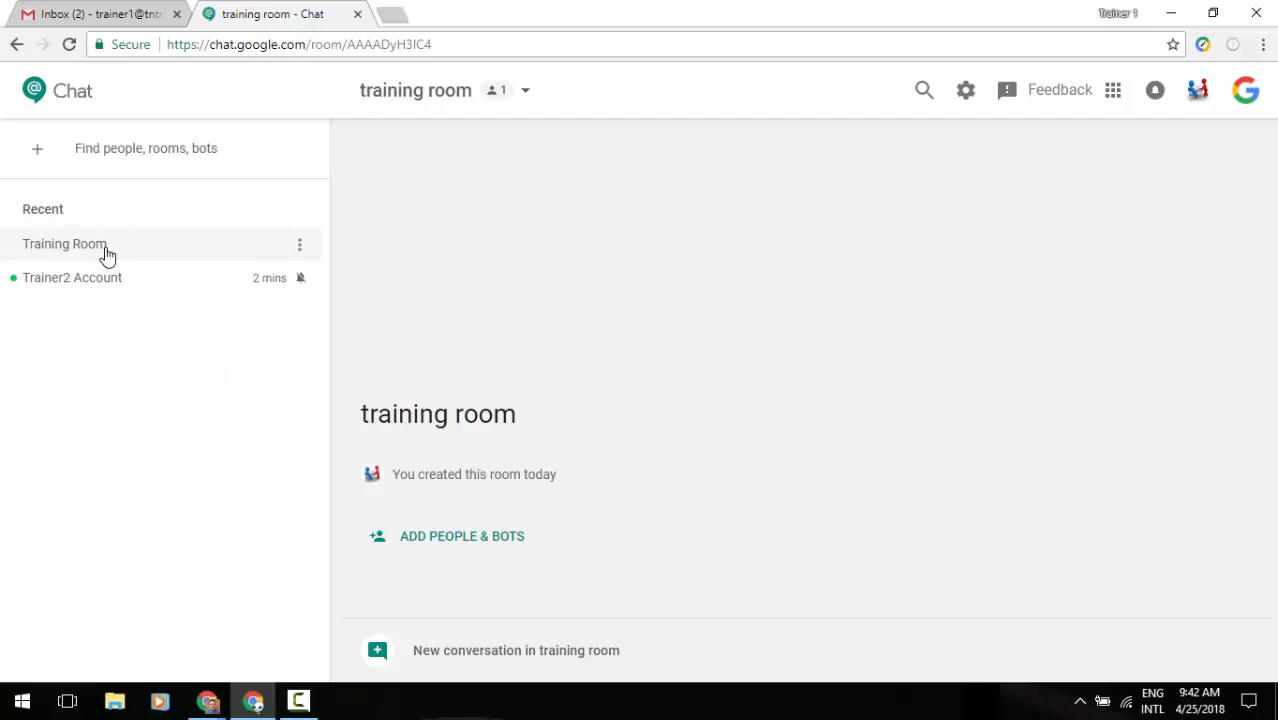 Inbox (2) - trainer1@tntr
training room - Chat
Trainer 1
Secure
https://chat.google.com/room/AAAADyH3IC4
Chat
training room
1
Feedback
Find people, rooms, bots
Recent
Training Room
Trainer2 Account
2 mins
training room
You created this room today
ADD PEOPLE & BOTS
New conversation in training room
ENG
INTL
9:42 AM
4/25/2018